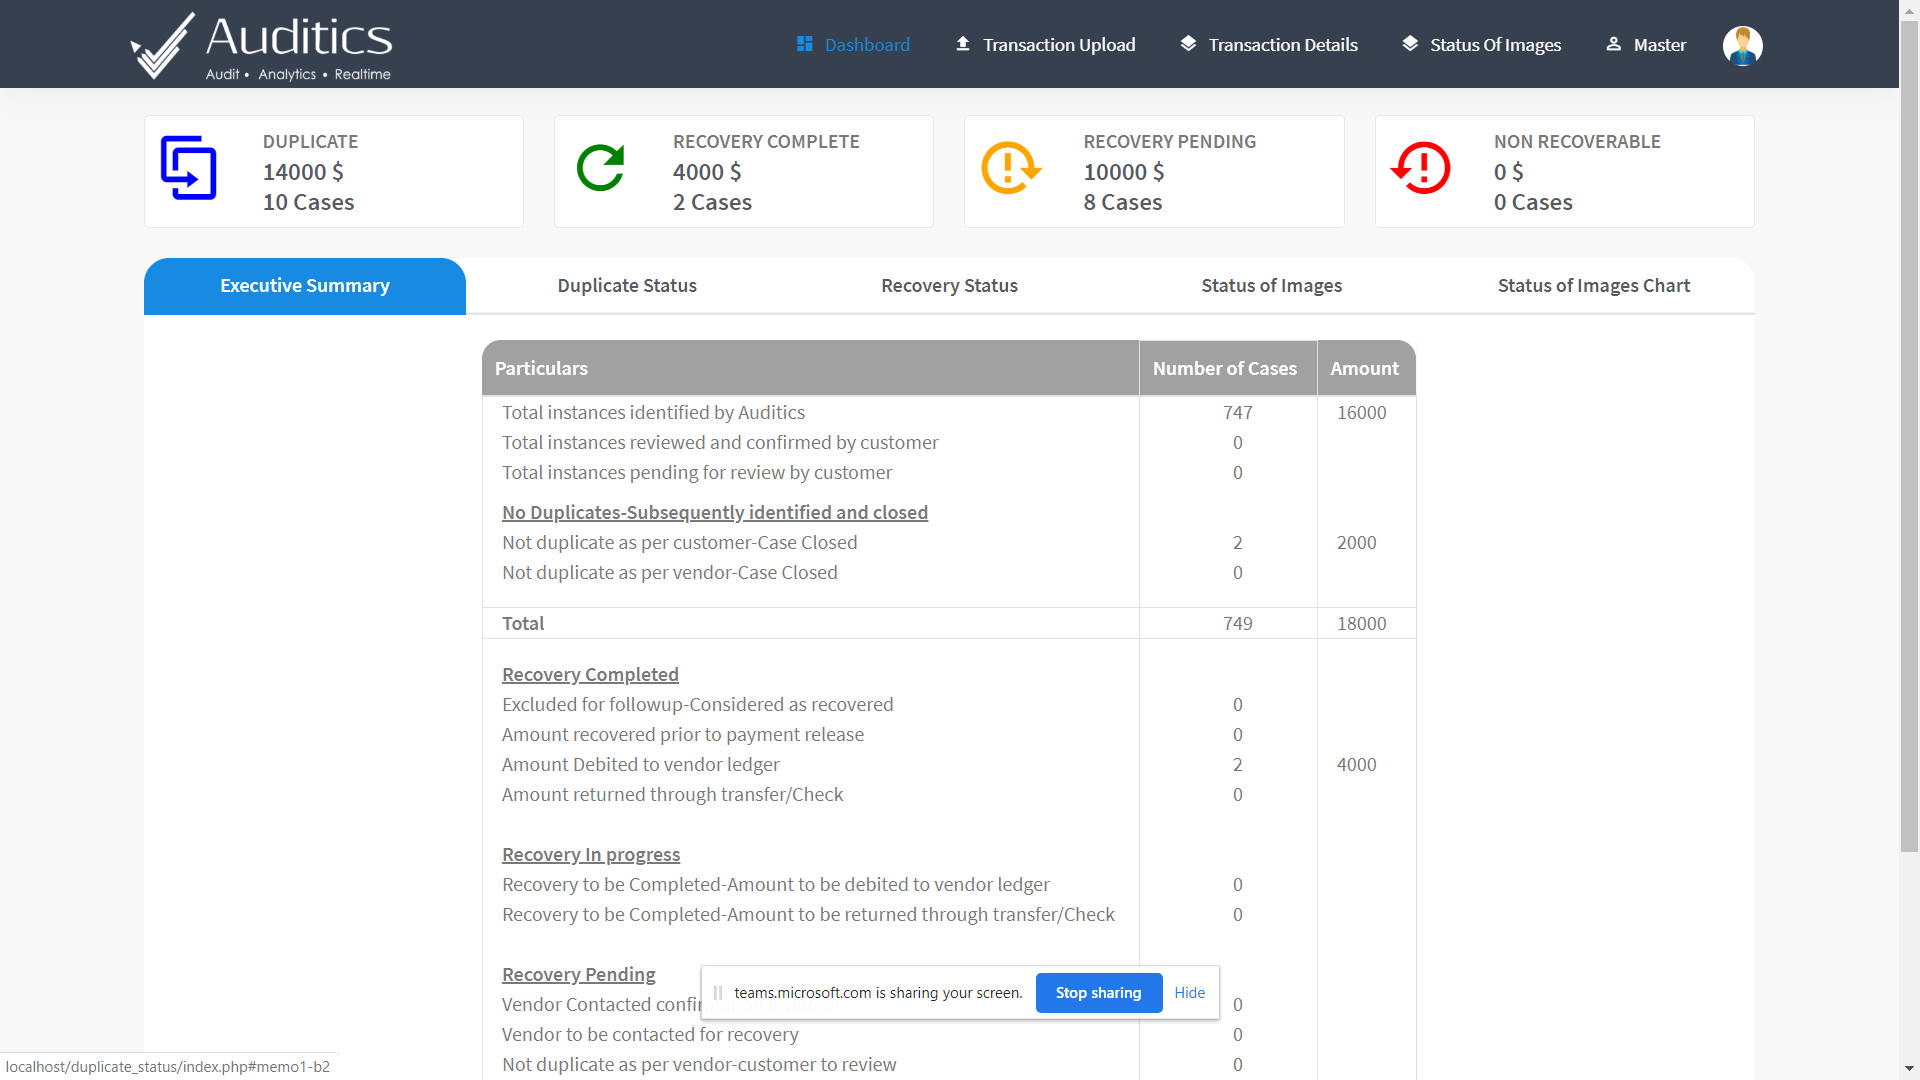 Auditics
Audit • Analytics • Realtime
Dashboard
Transaction Upload
Transaction Details
Status Of Images
Master
DUPLICATE
14000 $
10 Cases
RECOVERY COMPLETE
4000 $
2 Cases
RECOVERY PENDING
10000 $
8 Cases
NON RECOVERABLE
0 $
0 Cases
Executive Summary
Duplicate Status
Recovery Status
Status of Images
Status of Images Chart
Particulars Number of Cases Amount
Total instances identified by Auditics 747 16000
Total instances reviewed and confirmed by customer 0
Total instances pending for review by customer 0
No Duplicates-Subsequently identified and closed
Not duplicate as per customer-Case Closed 2 2000
Not duplicate as per vendor-Case Closed 0
Total 749 18000
Recovery Completed
Excluded for followup-Considered as recovered 0
Amount recovered prior to payment release 0
Amount Debited to vendor ledger 2 4000
Amount returned through transfer/Check 0
Recovery In progress
Recovery to be Completed-Amount to be debited to vendor ledger 0
Recovery to be Completed-Amount to be returned through transfer/Check 0
Recovery Pending
teams.microsoft.com is sharing your screen. Stop sharing Hide
Vendor Contacted 0
Vendor to be contacted for recovery 0
Not duplicate as per vendor-customer to review 0
localhost/duplicate_status/index.php#memo1-b2